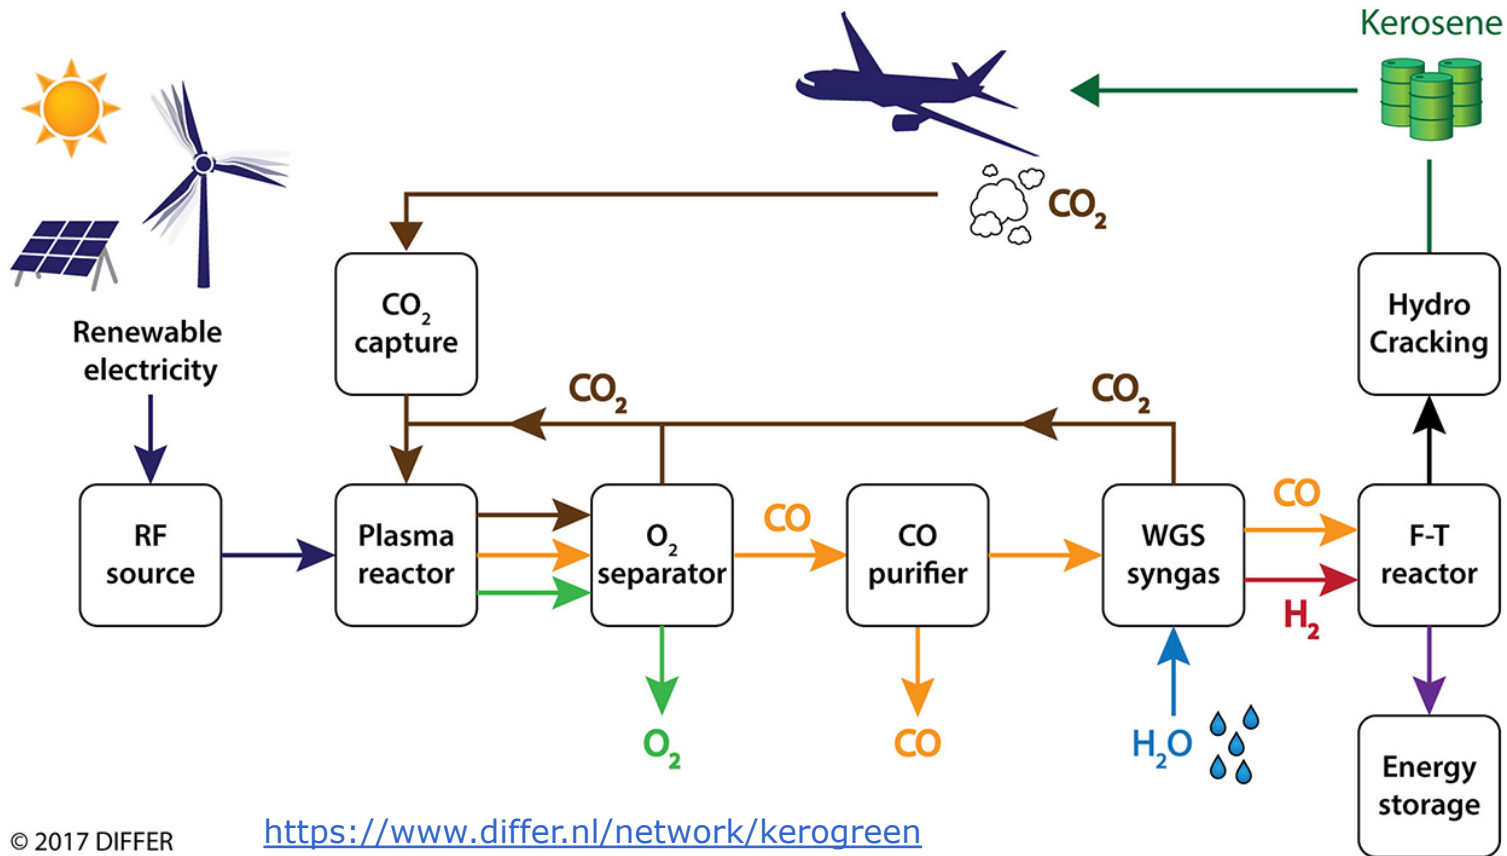 Kerosene
CO₂
Renewable
electricity
CO₂
capture
Hydro
Cracking
CO₂
CO₂
RF
source
Plasma
reactor
O₂
separator
CO
CO
purifier
WGS
syngas
CO
H₂
F-T
reactor
O₂
CO
H₂O
Energy
storage
© 2017 DIFFER
https://www.differ.nl/network/kerogreen